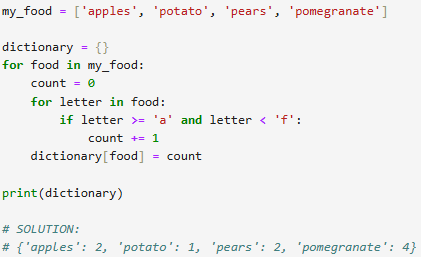 my_food = ['apples', 'potato', 'pears', 'pomegranate']

dictionary = {}
for food in my_food:
    count = 0
    for letter in food:
        if letter >= 'a' and letter < 'f':
            count += 1
    dictionary[food] = count

print(dictionary)

# SOLUTION:
# {'apples': 2, 'potato': 1, 'pears': 2, 'pomegranate': 4}